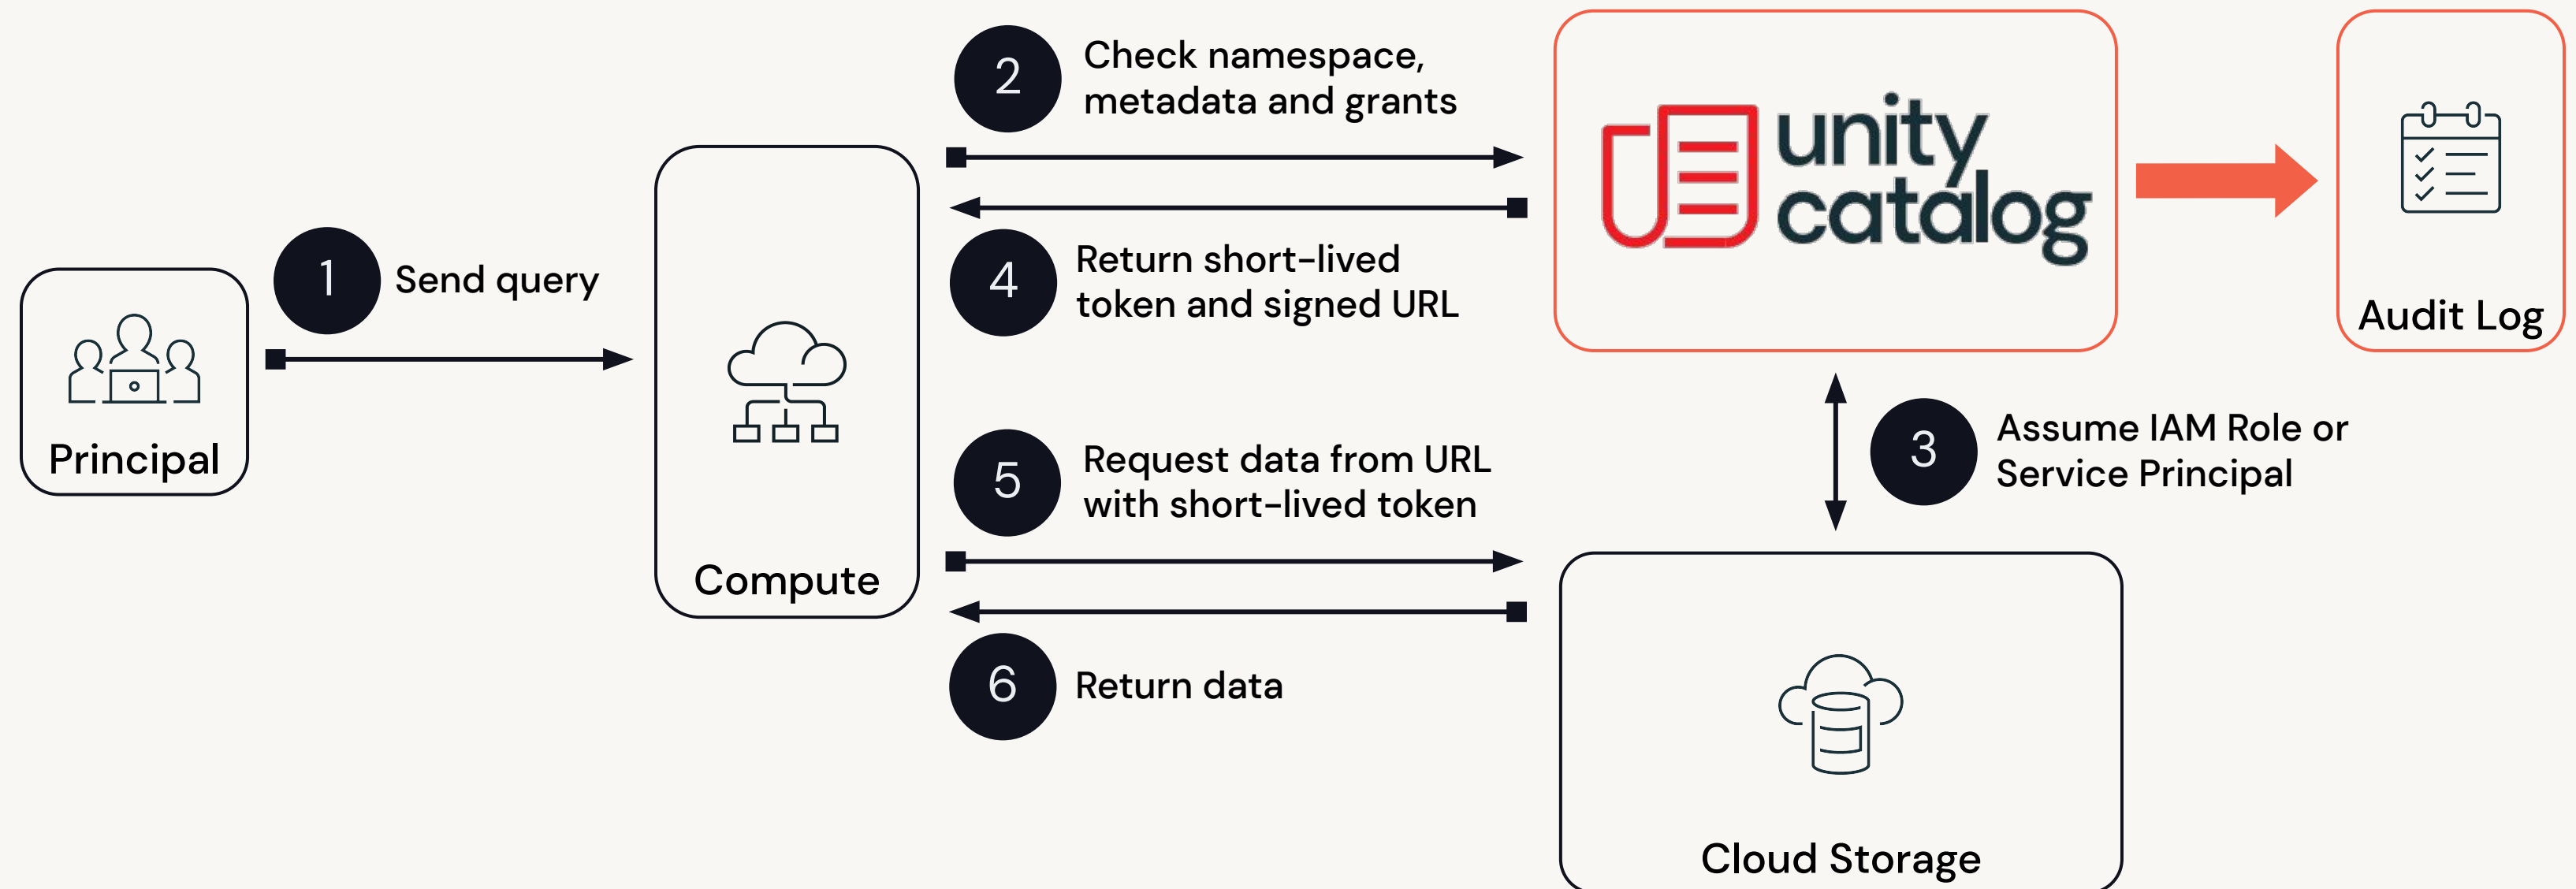 1
Send query
Principal
Compute
2
Check namespace,
metadata and grants
4
Return short-lived
token and signed URL
5
Request data from URL
with short-lived token
6
Return data
unity
catalog
Audit Log
3
Assume IAM Role or
Service Principal
Cloud Storage